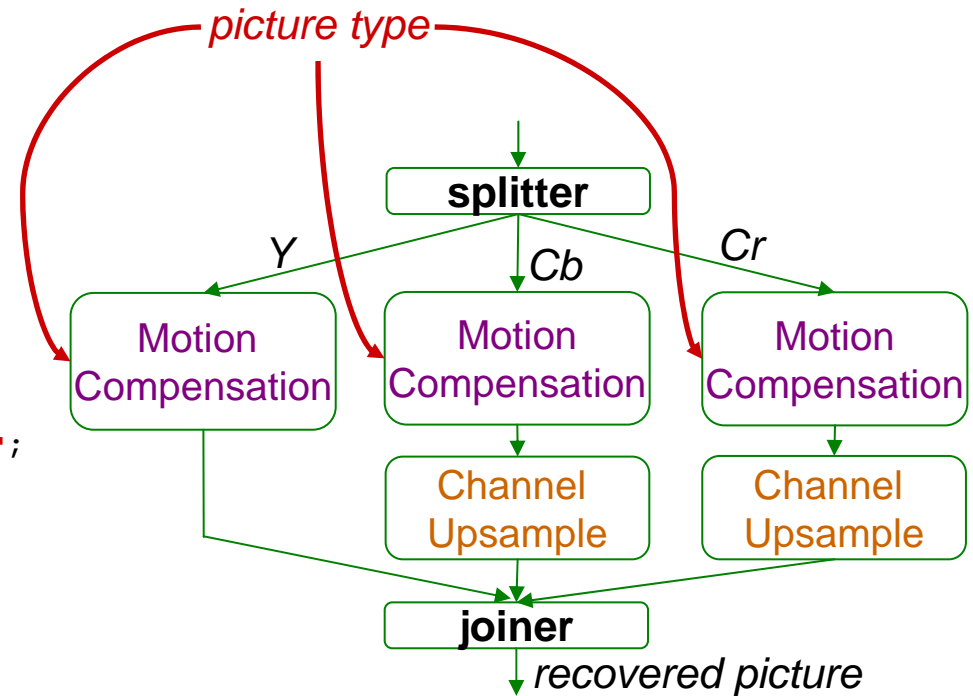 picture type
splitter
Y
Cb
Cr
Motion
Compensation
Motion
Compensation
Motion
Compensation
;
Channel
Upsample
Channel
Upsample
joiner
recovered picture